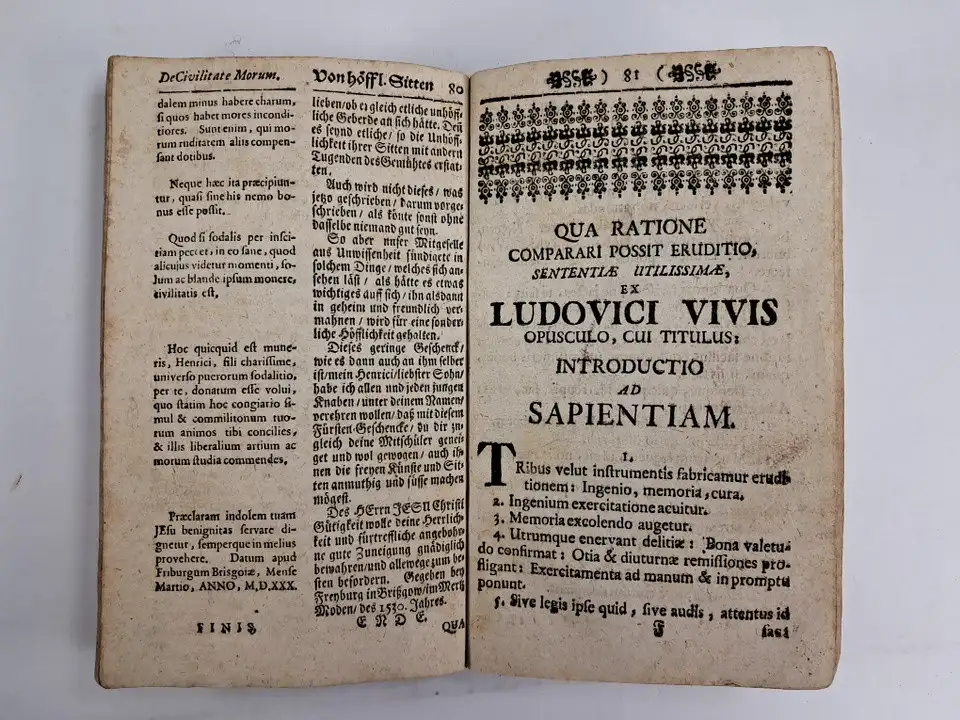 De Civilitate Morum.
dalem minus habere charum,
si quos habet mores incondi-
tiores. Sunt enim, qui mo-
rum ruditatem aliis compen-
sant dotibus.
Neque hæc ita præcipiun-
tur, quasi sine his nemo bo-
nus esse possit.
Quod si sodalis per insci-
tiam peccet, in eo sane, quod
alicujus videtur momenti, so-
lum ac blande ipsum monere,
civilitatis est.
Hoc quicquid est mune-
ris, Henrici, fili charissime,
universo puerorum sodalitio,
per te, donatum esse volui,
quo statim hoc congiario si-
mul & commilitonum tuo-
rum animos tibi concilies,
& illis liberalium artium ac
morum studia commendes.
Præclaram indolem tuam
JEsu benignitas servare di-
gnetur, semperque in melius
provehere. Datum apud
Friburgum Brisgoiæ, Mense
Martio, ANNO, M,D.XXX.
FINIS.
Von höffl. Sitten 80
lieben/ob er gleich etliche unhöff-
liche Geberde an sich hätte. Deñ
es seynd etliche/ so die Unhöff-
lichkeit ihrer Sitten mit andern
Tugenden des Gemühtes erstat-
ten.
Auch wird nicht dieses/ was
jetzo geschrieben/ darum vorge-
schrieben/ als könte sonst ohne
dasselbe niemand gut seyn.
So aber unser Mitgeselle
aus Unwissenheit sündigete in
solchem Dinge/ welches sich an-
sehen läst/ als hätte es etwas
wichtiges auff sich/ ihn alsdann
in geheim und freundlich ver-
mahnen/ wird für eine sonder-
liche Höfflichkeit gehalten.
Dieses geringe Geschenck/
wie es dann auch an ihm selber
ist/ mein Henrici/ liebster Sohn/
habe ich allen und jeden jungen
Knaben/ unter deinem Namen/
verehren wollen/ daß mit diesem
Fürsten-Geschencke/ du dir zu-
gleich deine Mitschüler genei-
get und wol gewogen/ auch ih-
nen die freyen Künste und Sit-
ten anmuthig und süsse machen
mögest.
Des HErrn JESU Christi
Gütigkeit wolle deine Herrlich-
keit und fürtreffliche angebohr-
ne gute Zuneigung gnädiglich
bewahren/ und allewege zum be-
sten befordern. Gegeben bey
Freyburg in Brißgow/ im Mertz
Moden/ des 1530. Jahres.
E N D E.
QUA
) 81 (
QUA RATIONE
COMPARARI POSSIT ERUDITIO,
SENTENTIÆ UTILISSIMÆ,
EX
LUDOVICI VIVIS
OPUSCULO, CUI TITULUS:
INTRODUCTIO
AD
SAPIENTIAM.
1.
TRibus velut instrumentis fabricamur erudi-
tionem: Ingenio, memoria, cura.
2. Ingenium exercitatione acuitur.
3. Memoria excolendo augetur.
4. Utrumque enervant delitiæ: Bona valetu-
do confirmat: Otia & diuturnæ remissiones pro-
fligant: Exercitamenta ad manum & in promptu
ponunt.
5. Sive legis ipse quid, sive audis, attentus id
F
faci